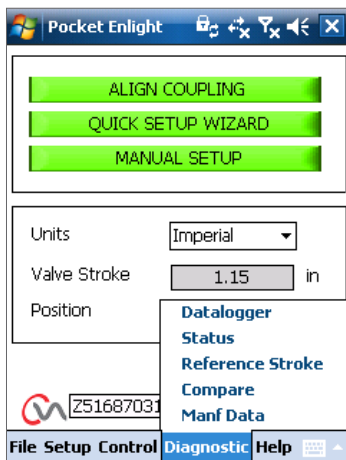 Pocket Enlight
ALIGN COUPLING
QUICK SETUP WIZARD
MANUAL SETUP
Units Imperial
Valve Stroke 1.15 in
Position
Datalogger
Status
Reference Stroke
Compare
Manf Data
Z51687031
File Setup Control Diagnostic Help